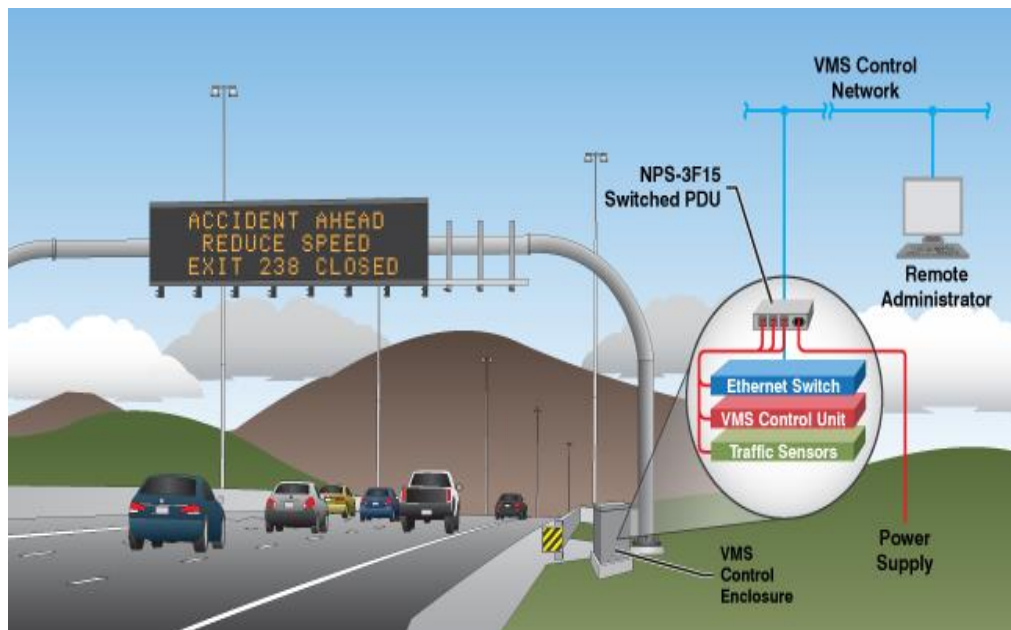 VMS Control
Network
NPS-3F15
Switched PDU
ACCIDENT AHEAD
REDUCE SPEED
EXIT 238 CLOSED
Remote
Administrator
Ethernet Switch
VMS Control Unit
Traffic Sensors
Power
Supply
VMS
Control
Enclosure